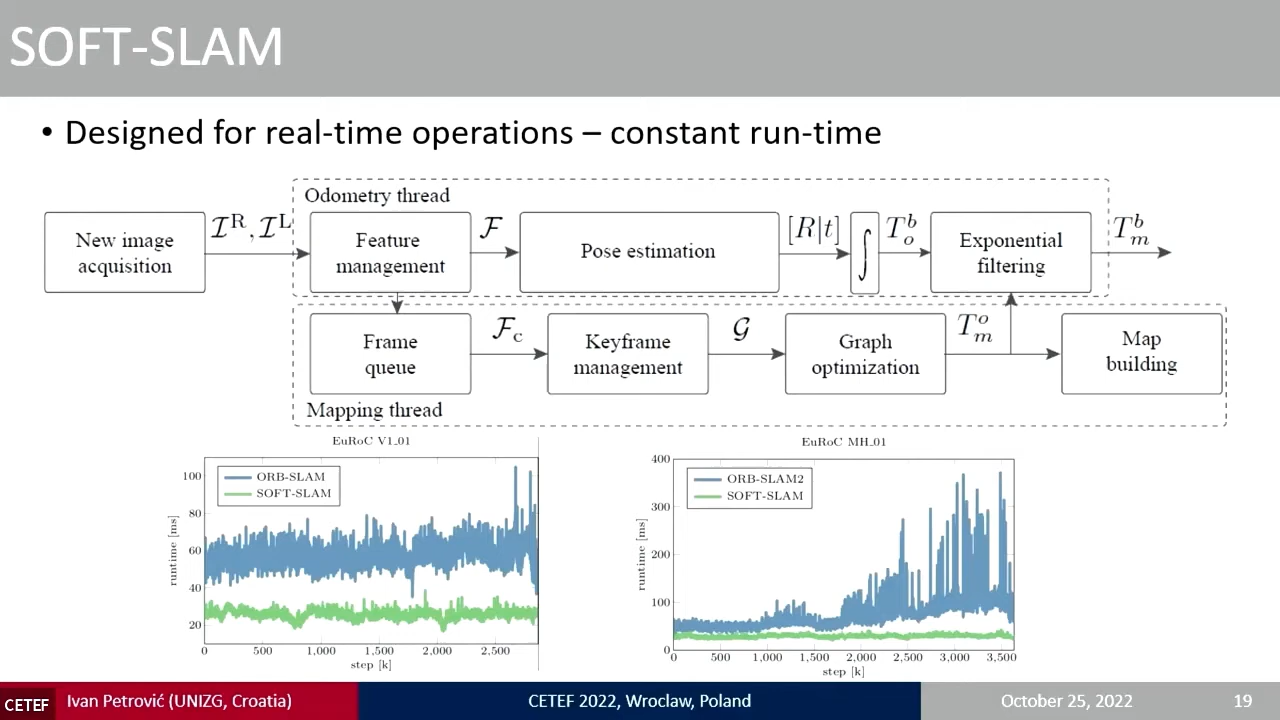 SOFT-SLAM
• Designed for real-time operations – constant run-time
Odometry thread
New image
acquisition
ℐᴿ, ℐᴸ
Feature
management
ℱ
Pose estimation
[R|t]
∫
T_o^b
Exponential
filtering
T_m^b
Frame
queue
ℱ_c
Keyframe
management
𝒢
Graph
optimization
T_m^o
Map
building
Mapping thread
EuRoC V1_01
ORB-SLAM
SOFT-SLAM
runtime [ms]
100
80
60
40
20
0 500 1,000 1,500 2,000 2,500
step [k]
EuRoC MH_01
ORB-SLAM2
SOFT-SLAM
runtime [ms]
400
300
200
100
0
0 500 1,000 1,500 2,000 2,500 3,000 3,500
step [k]
CETEF
Ivan Petrović (UNIZG, Croatia)
CETEF 2022, Wroclaw, Poland
October 25, 2022
19